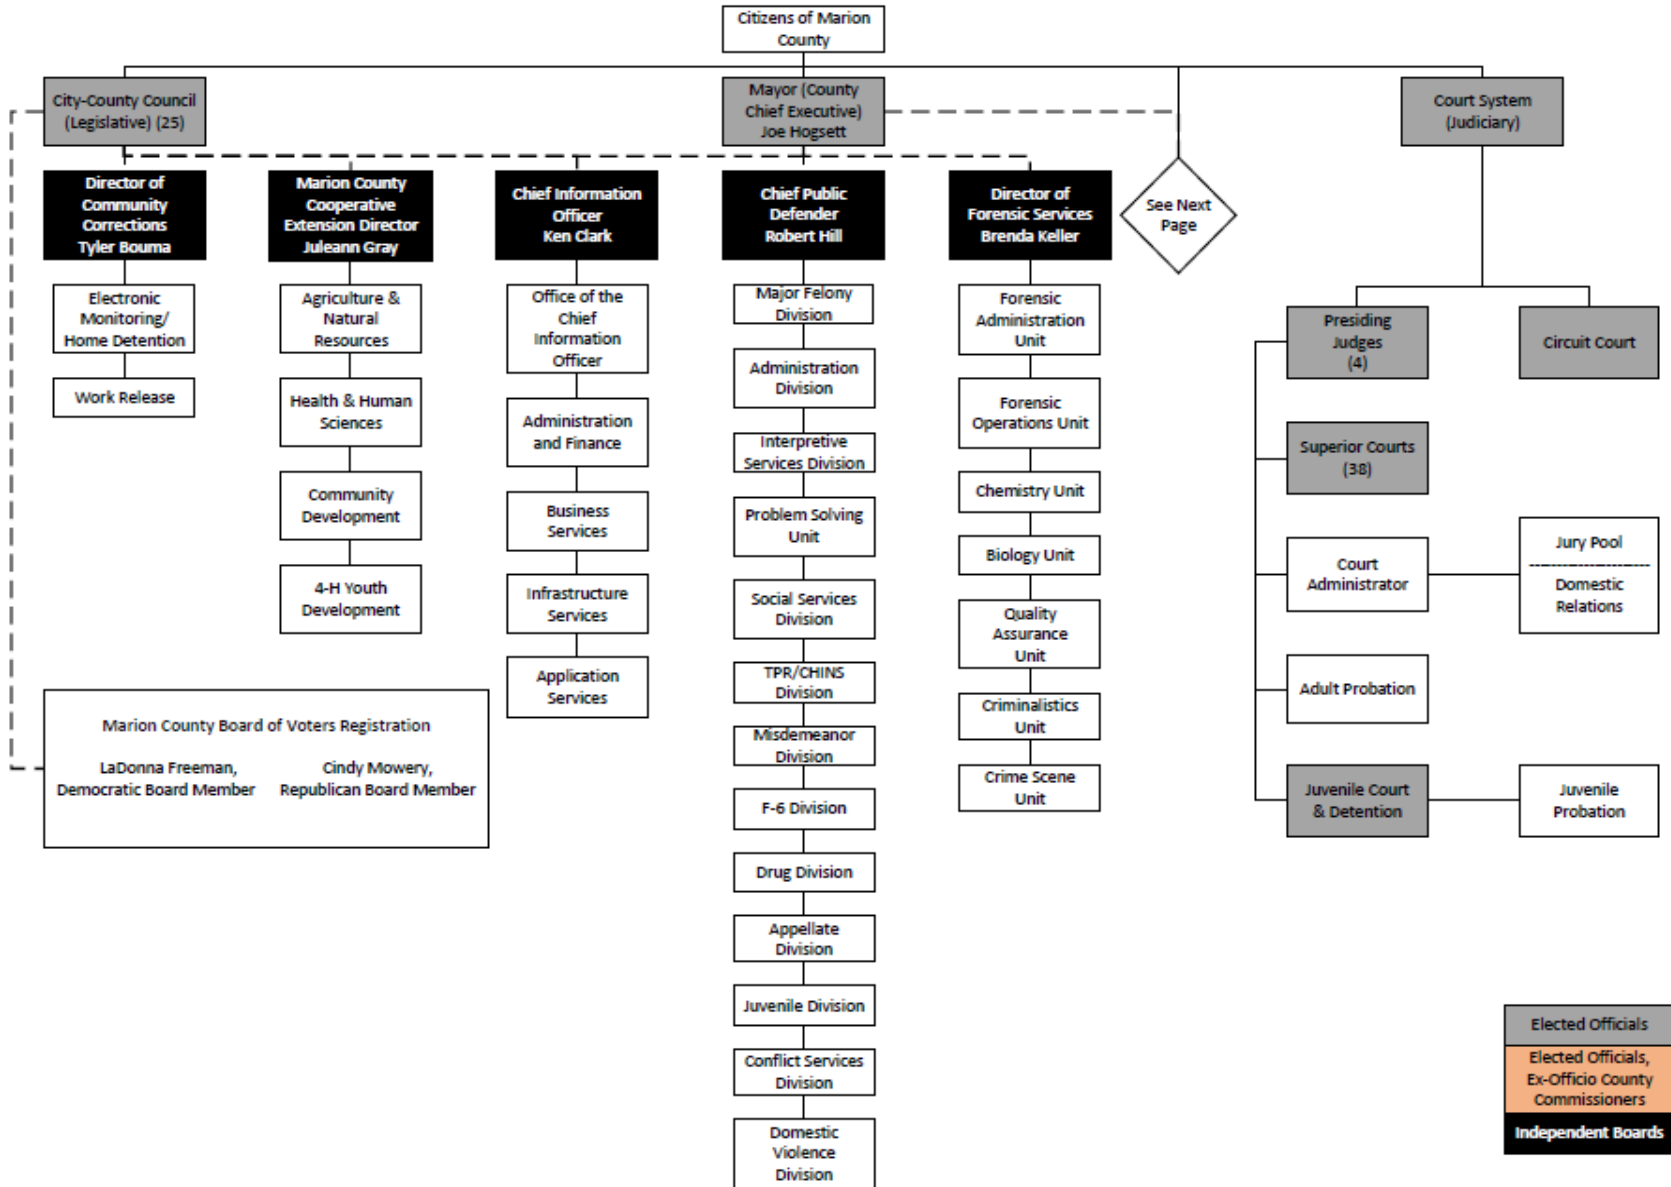 Citizens of Marion
County
City-County Council
(Legislative) (25)
Mayor (County
Chief Executive)
Joe Hogsett
Court System
(Judiciary)
Director of
Community
Corrections
Tyler Bouma
Marion County
Cooperative
Extension Director
Juleann Gray
Chief Information
Officer
Ken Clark
Chief Public
Defender
Robert Hill
Director of
Forensic Services
Brenda Keller
See Next
Page
Electronic
Monitoring/
Home Detention
Work Release
Agriculture &
Natural
Resources
Health & Human
Sciences
Community
Development
4-H Youth
Development
Office of the
Chief
Information
Officer
Administration
and Finance
Business
Services
Infrastructure
Services
Application
Services
Major Felony
Division
Administration
Division
Interpretive
Services Division
Problem Solving
Unit
Social Services
Division
TPR/CHINS
Division
Misdemeanor
Division
F-6 Division
Drug Division
Appellate
Division
Juvenile Division
Conflict Services
Division
Domestic
Violence
Division
Forensic
Administration
Unit
Forensic
Operations Unit
Chemistry Unit
Biology Unit
Quality
Assurance
Unit
Criminalistics
Unit
Crime Scene
Unit
Presiding
Judges
(4)
Circuit Court
Superior Courts
(38)
Court
Administrator
Jury Pool
Domestic
Relations
Adult Probation
Juvenile Court
& Detention
Juvenile
Probation
Marion County Board of Voters Registration
LaDonna Freeman,
Democratic Board Member
Cindy Mowery,
Republican Board Member
Elected Officials
Elected Officials,
Ex-Officio County
Commissioners
Independent Boards